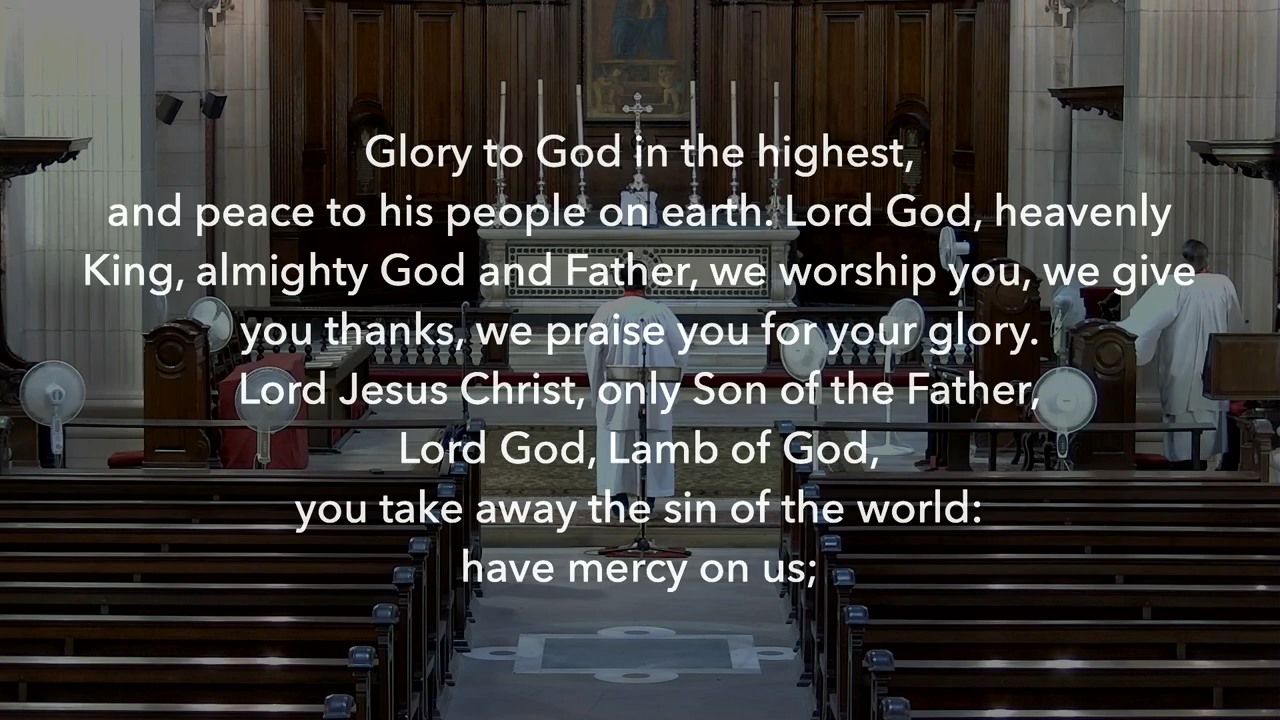 Glory to God in the highest,
and peace to his people on earth. Lord God, heavenly
King, almighty God and Father, we worship you, we give
you thanks, we praise you for your glory.
Lord Jesus Christ, only Son of the Father,
Lord God, Lamb of God,
you take away the sin of the world:
have mercy on us;